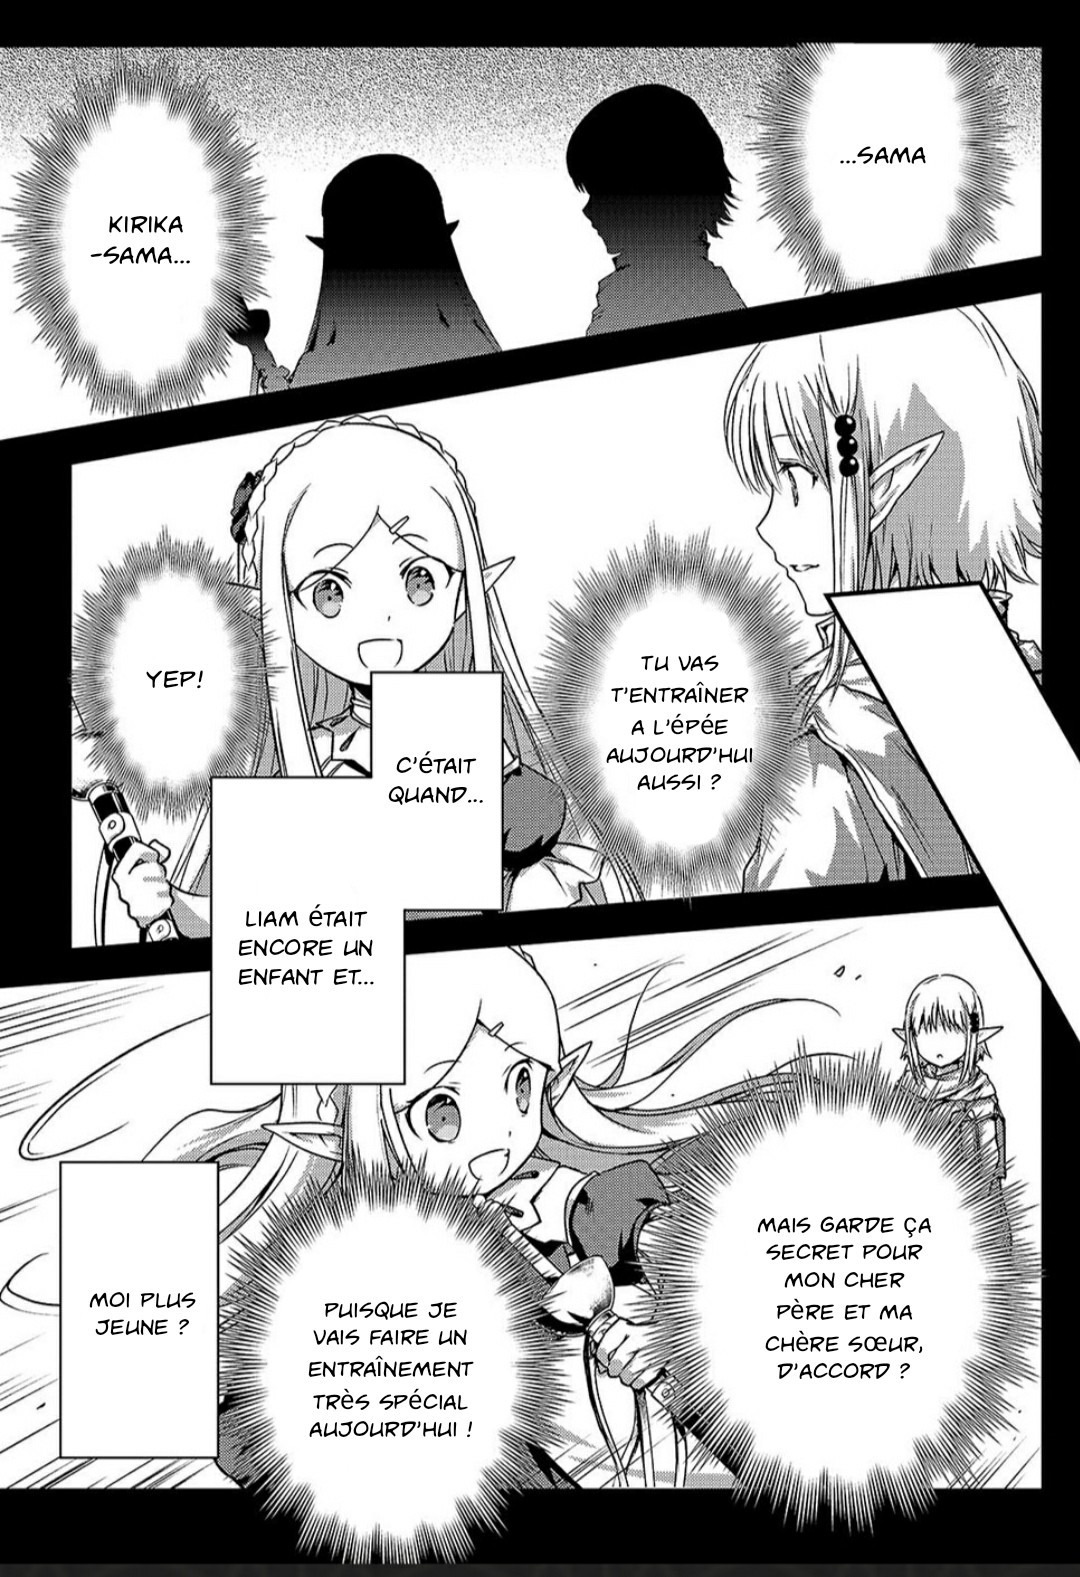 ...SAMA
KIRIKA
-SAMA...
TU VAS
T'ENTRAÎNER
A L'ÉPÉE
AUJOURD'HUI
AUSSI ?
YEP!
C'ÉTAIT
QUAND...
LIAM ÉTAIT
ENCORE UN
ENFANT ET...
MAIS GARDE ÇA
SECRET POUR
MON CHER
PÈRE ET MA
CHÈRE SŒUR,
D'ACCORD ?
PUISQUE JE
VAIS FAIRE UN
ENTRAÎNEMENT
TRÈS SPÉCIAL
AUJOURD'HUI !
MOI PLUS
JEUNE ?